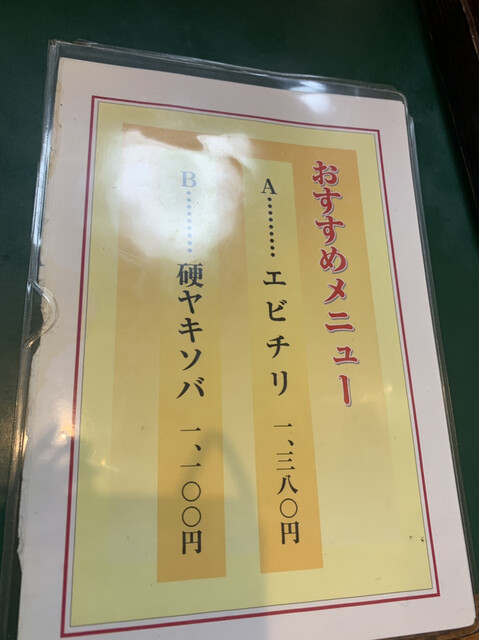 おすすめメニュー
A………エビチリ 一、三八〇円
B………硬ヤキソバ 一、一〇〇円